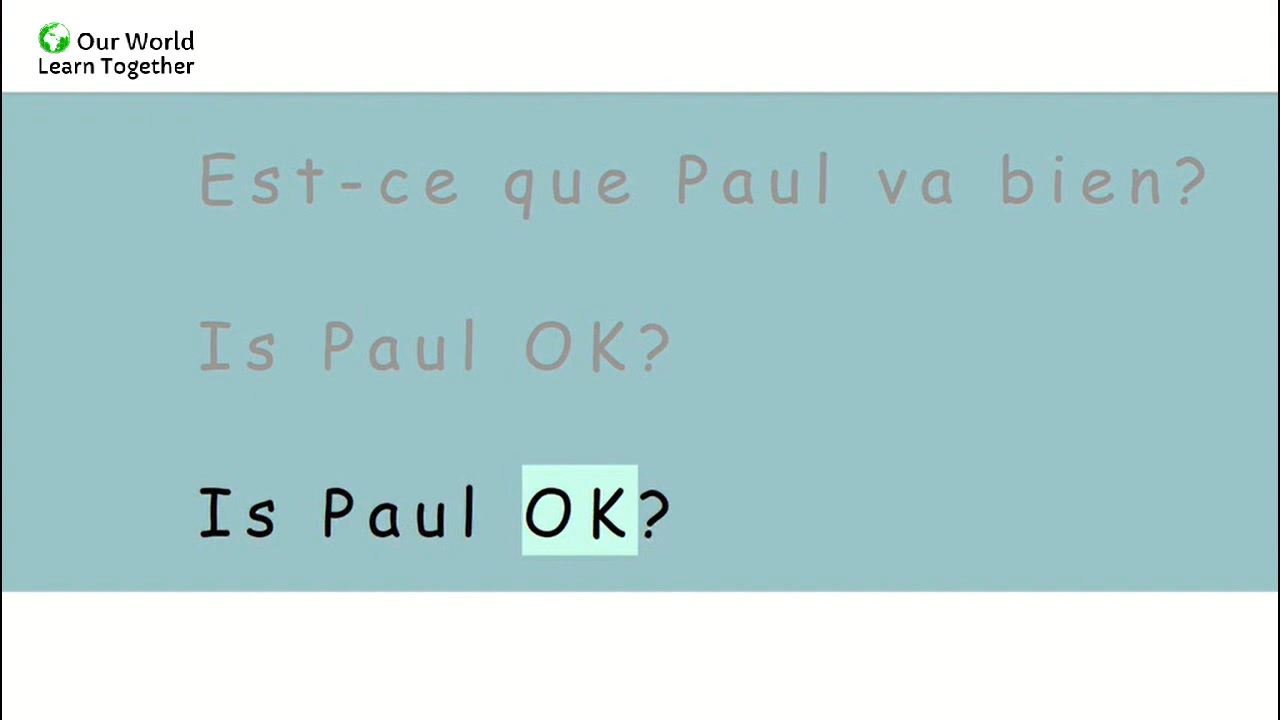 Our World
Learn Together
Est-ce que Paul va bien?
Is Paul OK?
Is Paul OK?